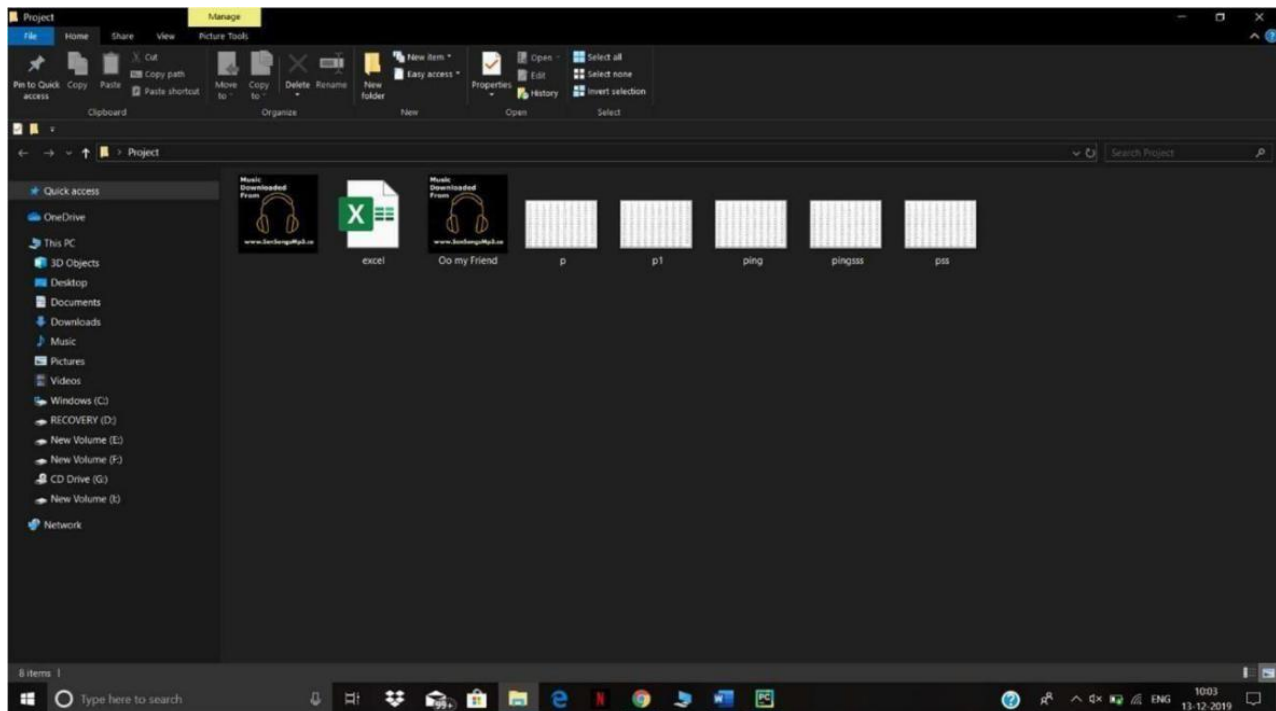 Project
Manage
File Home Share View Picture Tools
Pin to Quick access
Copy
Paste
Cut
Copy path
Paste shortcut
Move to
Copy to
Delete
Rename
New folder
New item
Easy access
Properties
Open
Edit
History
Select all
Select none
Invert selection
Clipboard Organize New Open Select
Project
Search Project
Quick access
OneDrive
This PC
3D Objects
Desktop
Documents
Downloads
Music
Pictures
Videos
Windows (C:)
RECOVERY (D:)
New Volume (E:)
New Volume (F:)
CD Drive (G:)
New Volume (I:)
Network
Music
Downloaded
From
Music
Downloaded
From
excel Oo my Friend p p1 ping pingsss pss
8 items
Type here to search
99+
ENG
10:03
13-12-2019